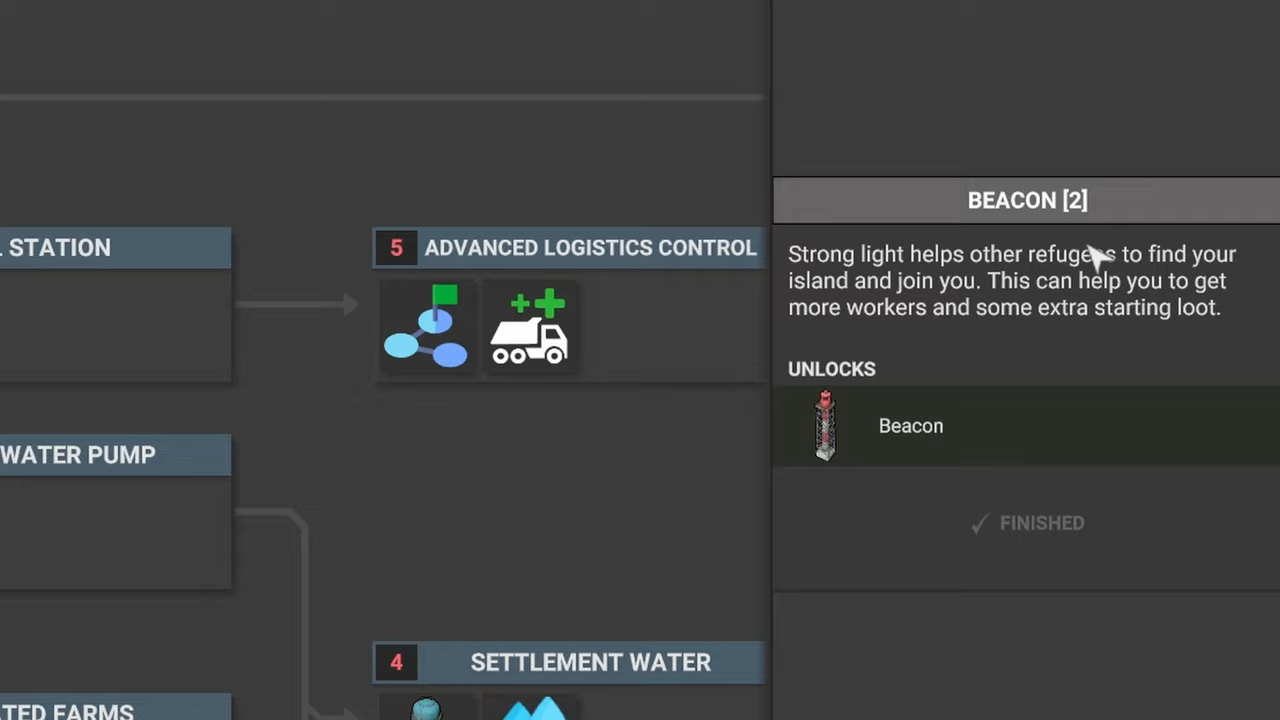 BEACON [2]
STATION
5 ADVANCED LOGISTICS CONTROL
Strong light helps other refugees to find your
island and join you. This can help you to get
more workers and some extra starting loot.
UNLOCKS
Beacon
WATER PUMP
FINISHED
4 SETTLEMENT WATER
FARMS